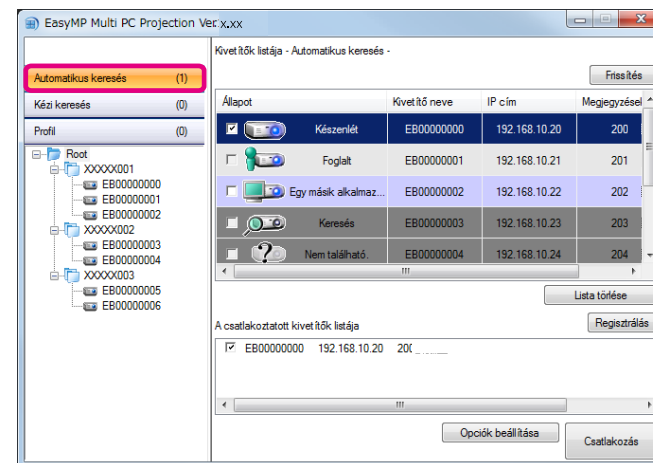 EasyMP Multi PC Projection Ver.x.xx
Automatikus keresés (1)
Kézi keresés (0)
Profil (0)
Root
XXXXX001
EB00000000
EB00000001
EB00000002
XXXXX002
EB00000003
EB00000004
XXXXX003
EB00000005
EB00000006
Kivetítők listája - Automatikus keresés -
Frissítés
Állapot Kivetítő neve IP cím Megjegyzések
Készenlét EB00000000 192.168.10.20 200
Foglalt EB00000001 192.168.10.21 201
Egy másik alkalmaz... EB00000002 192.168.10.22 202
Keresés EB00000003 192.168.10.23 203
Nem található. EB00000004 192.168.10.24 204
Lista törlése
A csatlakoztatott kivetítők listája
Regisztrálás
EB00000000 192.168.10.20 200
Opciók beállítása
Csatlakozás